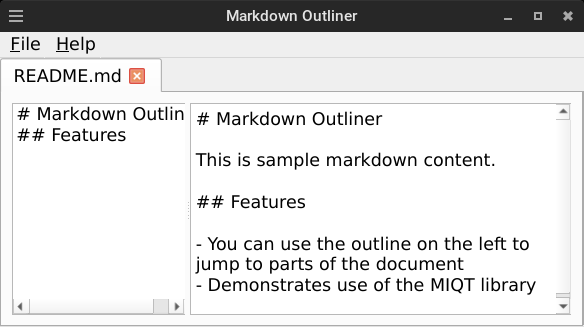 Markdown Outliner
File Help
README.md
# Markdown Outlin
## Features
# Markdown Outliner
This is sample markdown content.
## Features
- You can use the outline on the left to
jump to parts of the document
- Demonstrates use of the MIQT library